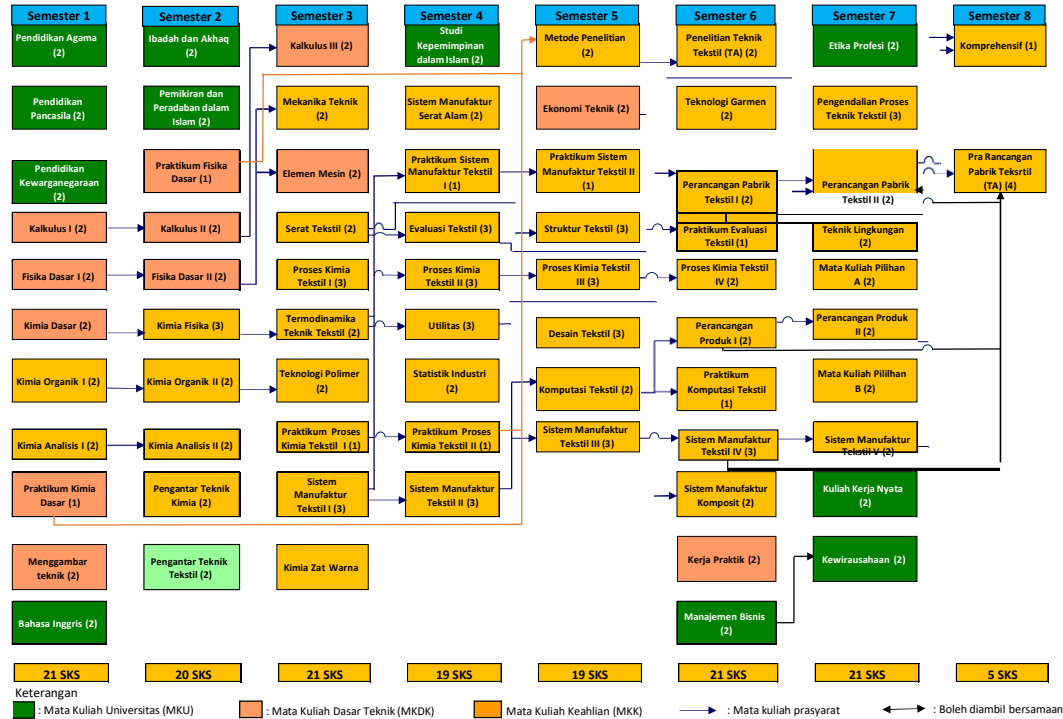 Semester 1
Semester 2
Semester 3
Semester 4
Semester 5
Semester 6
Semester 7
Semester 8
Pendidikan Agama
(2)
Ibadah dan Akhaq
(2)
Kalkulus III (2)
Studi
Kepemimpinan
dalam Islam (2)
Metode Penelitian
(2)
Penelitian Teknik
Tekstil (TA) (2)
Etika Profesi (2)
Komprehensif (1)
Pendidikan
Pancasila (2)
Pemikiran dan
Peradaban dalam
Islam (2)
Mekanika Teknik
(2)
Sistem Manufaktur
Serat Alam (2)
Ekonomi Teknik (2)
Teknologi Garmen
(2)
Pengendalian Proses
Teknik Tekstil (3)
Pendidikan
Kewarganegaraan
(2)
Praktikum Fisika
Dasar (1)
Elemen Mesin (2)
Praktikum Sistem
Manufaktur Tekstil
I (1)
Praktikum Sistem
Manufaktur Tekstil II
(1)
Perancangan Pabrik
Tekstil I (2)
Perancangan Pabrik
Tekstil II (2)
Pra Rancangan
Pabrik Teksrtil
(TA) (4)
Kalkulus I (2)
Kalkulus II (2)
Serat Tekstil (2)
Evaluasi Tekstil (3)
Struktur Tekstil (3)
Praktikum Evaluasi
Tekstil (1)
Teknik Lingkungan
(2)
Fisika Dasar I (2)
Fisika Dasar II (2)
Proses Kimia
Tekstil I (3)
Proses Kimia
Tekstil II (3)
Proses Kimia Tekstil
III (3)
Proses Kimia Tekstil
IV (2)
Mata Kuliah Pilihan
A (2)
Kimia Dasar (2)
Kimia Fisika (3)
Termodinamika
Teknik Tekstil (2)
Utilitas (3)
Desain Tekstil (3)
Perancangan
Produk I (2)
Perancangan Produk
II (2)
Kimia Organik I (2)
Kimia Organik II (2)
Teknologi Polimer
(2)
Statistik Industri
(2)
Komputasi Tekstil (2)
Praktikum
Komputasi Tekstil
(1)
Mata Kuliah Pilihan
B (2)
Kimia Analisis I (2)
Kimia Analisis II (2)
Praktikum Proses
Kimia Tekstil I (1)
Praktikum Proses
Kimia Tekstil II (1)
Sistem Manufaktur
Tekstil III (3)
Sistem Manufaktur
Tekstil IV (3)
Sistem Manufaktur
Tekstil V (2)
Praktikum Kimia
Dasar (1)
Pengantar Teknik
Kimia (2)
Sistem
Manufaktur
Tekstil I (3)
Sistem Manufaktur
Tekstil II (3)
Sistem Manufaktur
Komposit (2)
Kuliah Kerja Nyata
(2)
Menggambar
teknik (2)
Pengantar Teknik
Tekstil (2)
Kimia Zat Warna
Kerja Praktik (2)
Kewirausahaan (2)
Bahasa Inggris (2)
Manajemen Bisnis
(2)
21 SKS
20 SKS
21 SKS
19 SKS
19 SKS
21 SKS
21 SKS
5 SKS
Keterangan
: Mata Kuliah Universitas (MKU)
: Mata Kuliah Dasar Teknik (MKDK)
Mata Kuliah Keahlian (MKK)
: Mata kuliah prasyarat
: Boleh diambil bersamaan